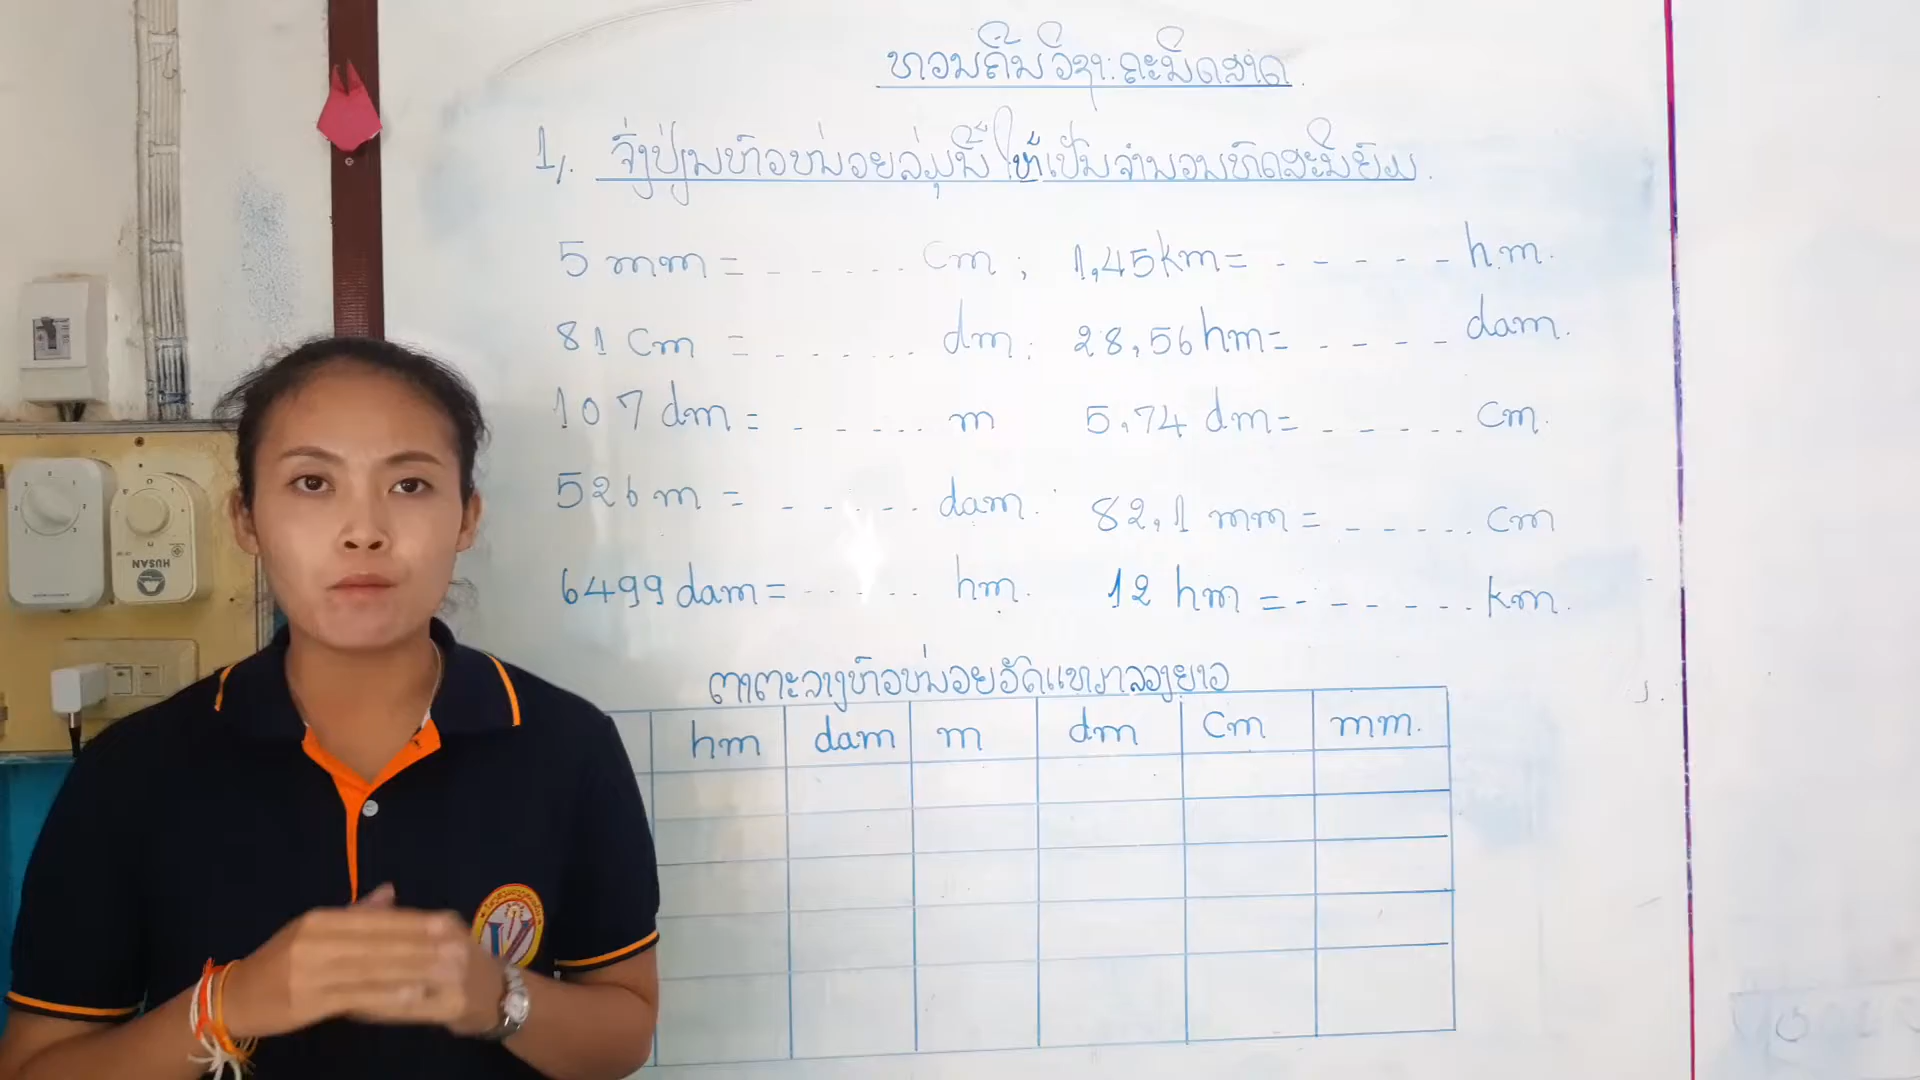 ທວນຄືນວິຊາ: ຄະນິດສາດ.
1/. ຈົ່ງປ່ຽນຫົວໜ່ວຍລຸ່ມນີ້ ໃຫ້ເປັນຈຳນວນທົດສະນິຍົມ.
5 mm = - - - - - cm ; 1,45km = - - - - - - h.m.
81 cm = - - - - - - dm ; 28,56 hm = - - - - - dam.
107 dm = - - - - - m 5,74 dm = - - - - - cm.
526 m = - - - - - dam. 82,1 mm = - - - - - cm
6499 dam = - - - - - hm. 12 hm = - - - - - - km.
ຕາຕະລາງຫົວໜ່ວຍວັດແທກລວງຍາວ
hm dam m dm cm mm.
HUSAN